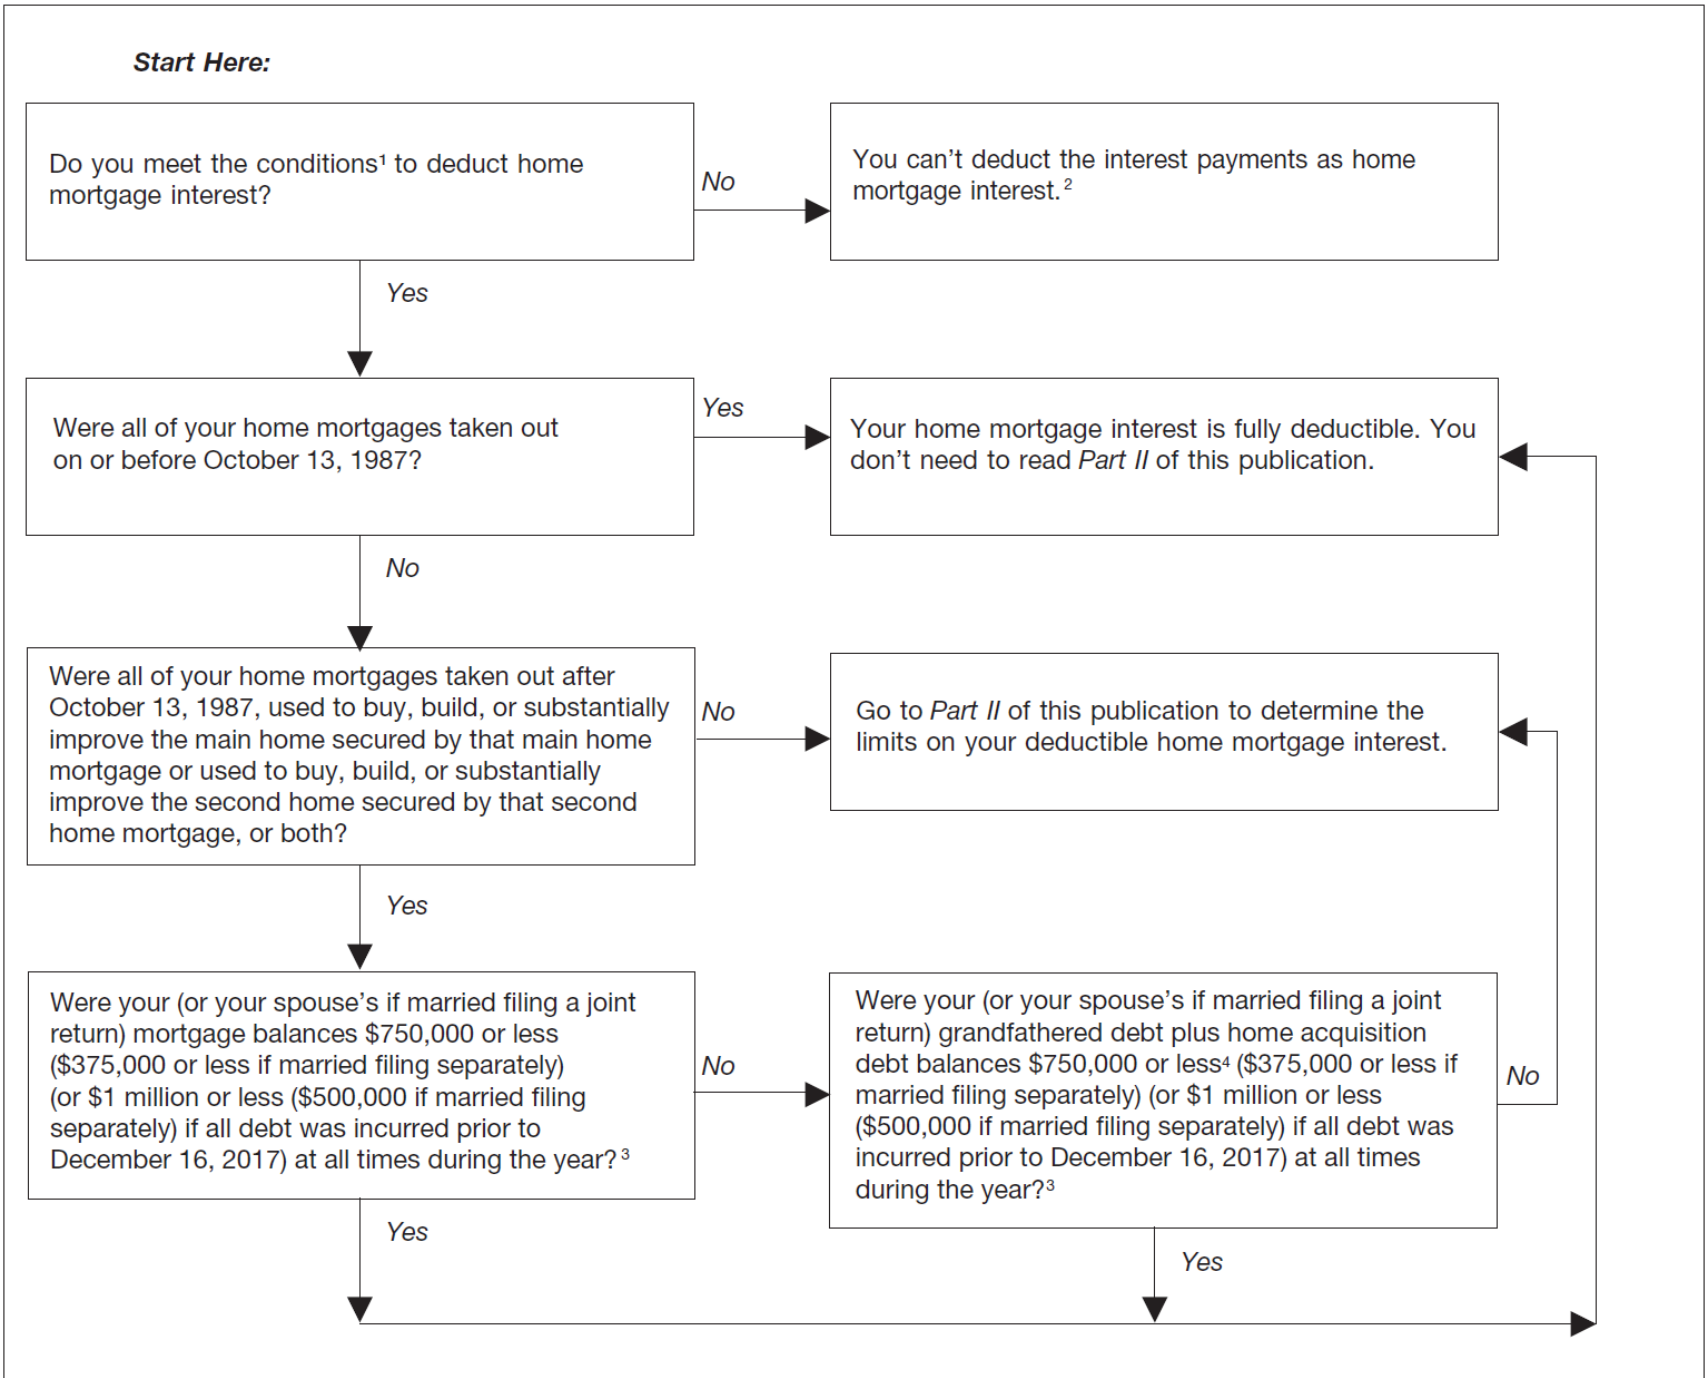 Start Here:
Do you meet the conditions¹ to deduct home
mortgage interest?
No
You can’t deduct the interest payments as home
mortgage interest.²
Yes
Were all of your home mortgages taken out
on or before October 13, 1987?
Yes
Your home mortgage interest is fully deductible. You
don’t need to read Part II of this publication.
No
Were all of your home mortgages taken out after
October 13, 1987, used to buy, build, or substantially
improve the main home secured by that main home
mortgage or used to buy, build, or substantially
improve the second home secured by that second
home mortgage, or both?
No
Go to Part II of this publication to determine the
limits on your deductible home mortgage interest.
Yes
Were your (or your spouse’s if married filing a joint
return) mortgage balances $750,000 or less
($375,000 or less if married filing separately)
(or $1 million or less ($500,000 if married filing
separately) if all debt was incurred prior to
December 16, 2017) at all times during the year?³
No
Were your (or your spouse’s if married filing a joint
return) grandfathered debt plus home acquisition
debt balances $750,000 or less⁴ ($375,000 or less if
married filing separately) (or $1 million or less
($500,000 if married filing separately) if all debt was
incurred prior to December 16, 2017) at all times
during the year?³
No
Yes
Yes